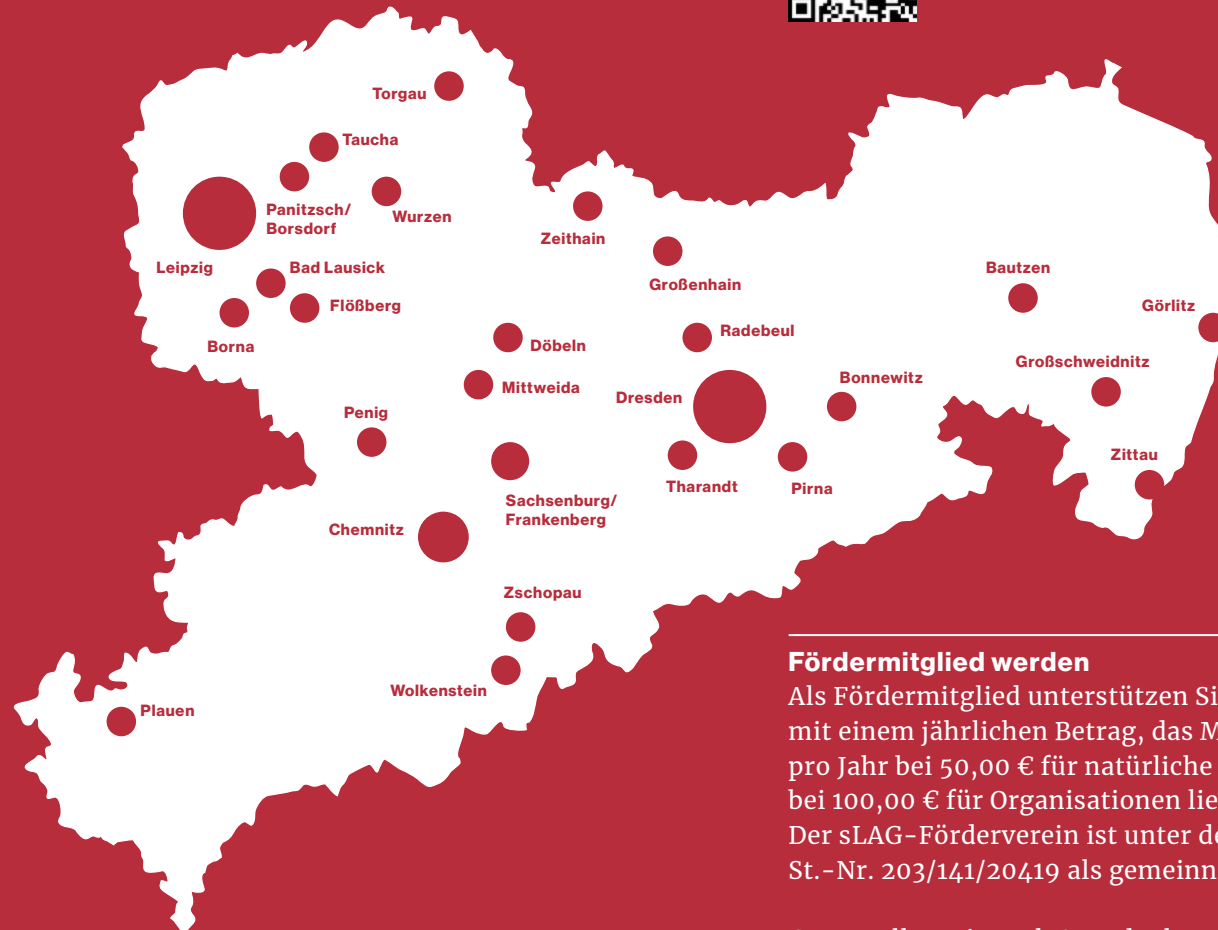 Torgau
Taucha
Panitzsch/
Borsdorf
Wurzen
Leipzig
Bad Lausick
Flößberg
Borna
Zeithain
Großenhain
Döbeln
Mittweida
Radebeul
Dresden
Bonnewitz
Bautzen
Görlitz
Großschweidnitz
Zittau
Penig
Sachsenburg/
Frankenberg
Tharandt
Pirna
Chemnitz
Zschopau
Wolkenstein
Plauen
Fördermitglied werden
Als Fördermitglied unterstützen Si
mit einem jährlichen Betrag, das M
pro Jahr bei 50,00 € für natürliche
bei 100,00 € für Organisationen lie
Der sLAG-Förderverein ist unter de
St.-Nr. 203/141/20419 als gemeinn